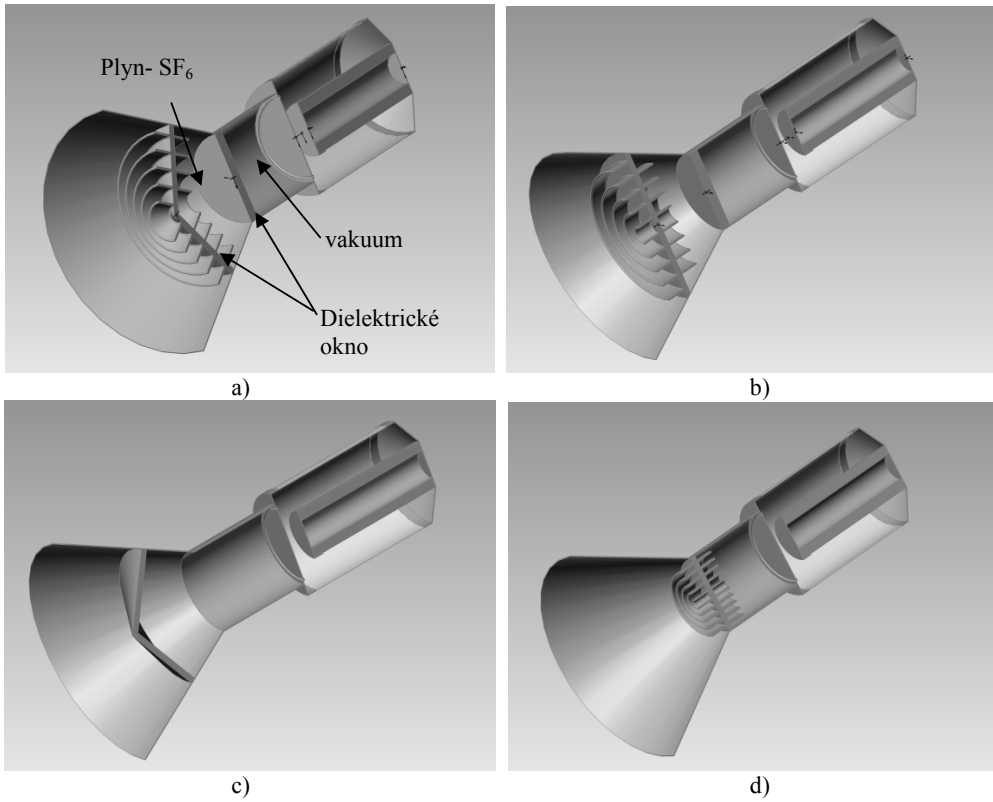 Plyn- SF₆
vakuum
Dielektrické
okno
a)
b)
c)
d)